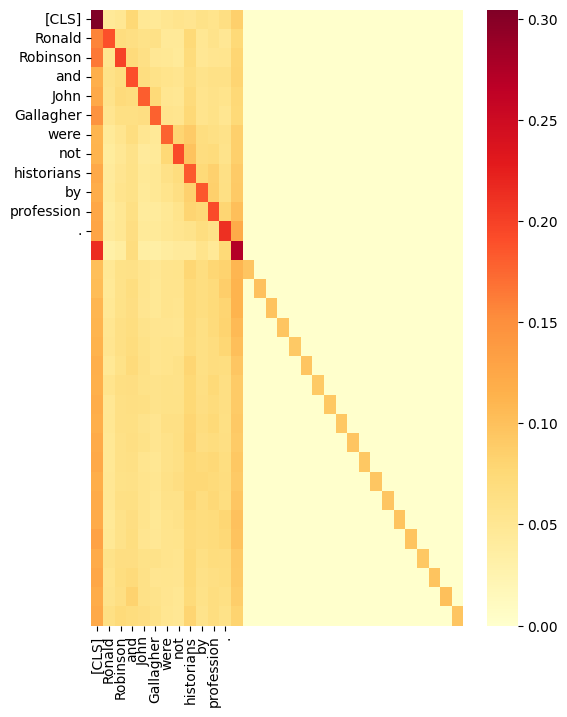 [CLS]
Ronald
Robinson
and
John
Gallagher
were
not
historians
by
profession
.
[CLS]
Ronald
Robinson
and
John
Gallagher
were
not
historians
by
profession
.
0.30
0.25
0.20
0.15
0.10
0.05
0.00